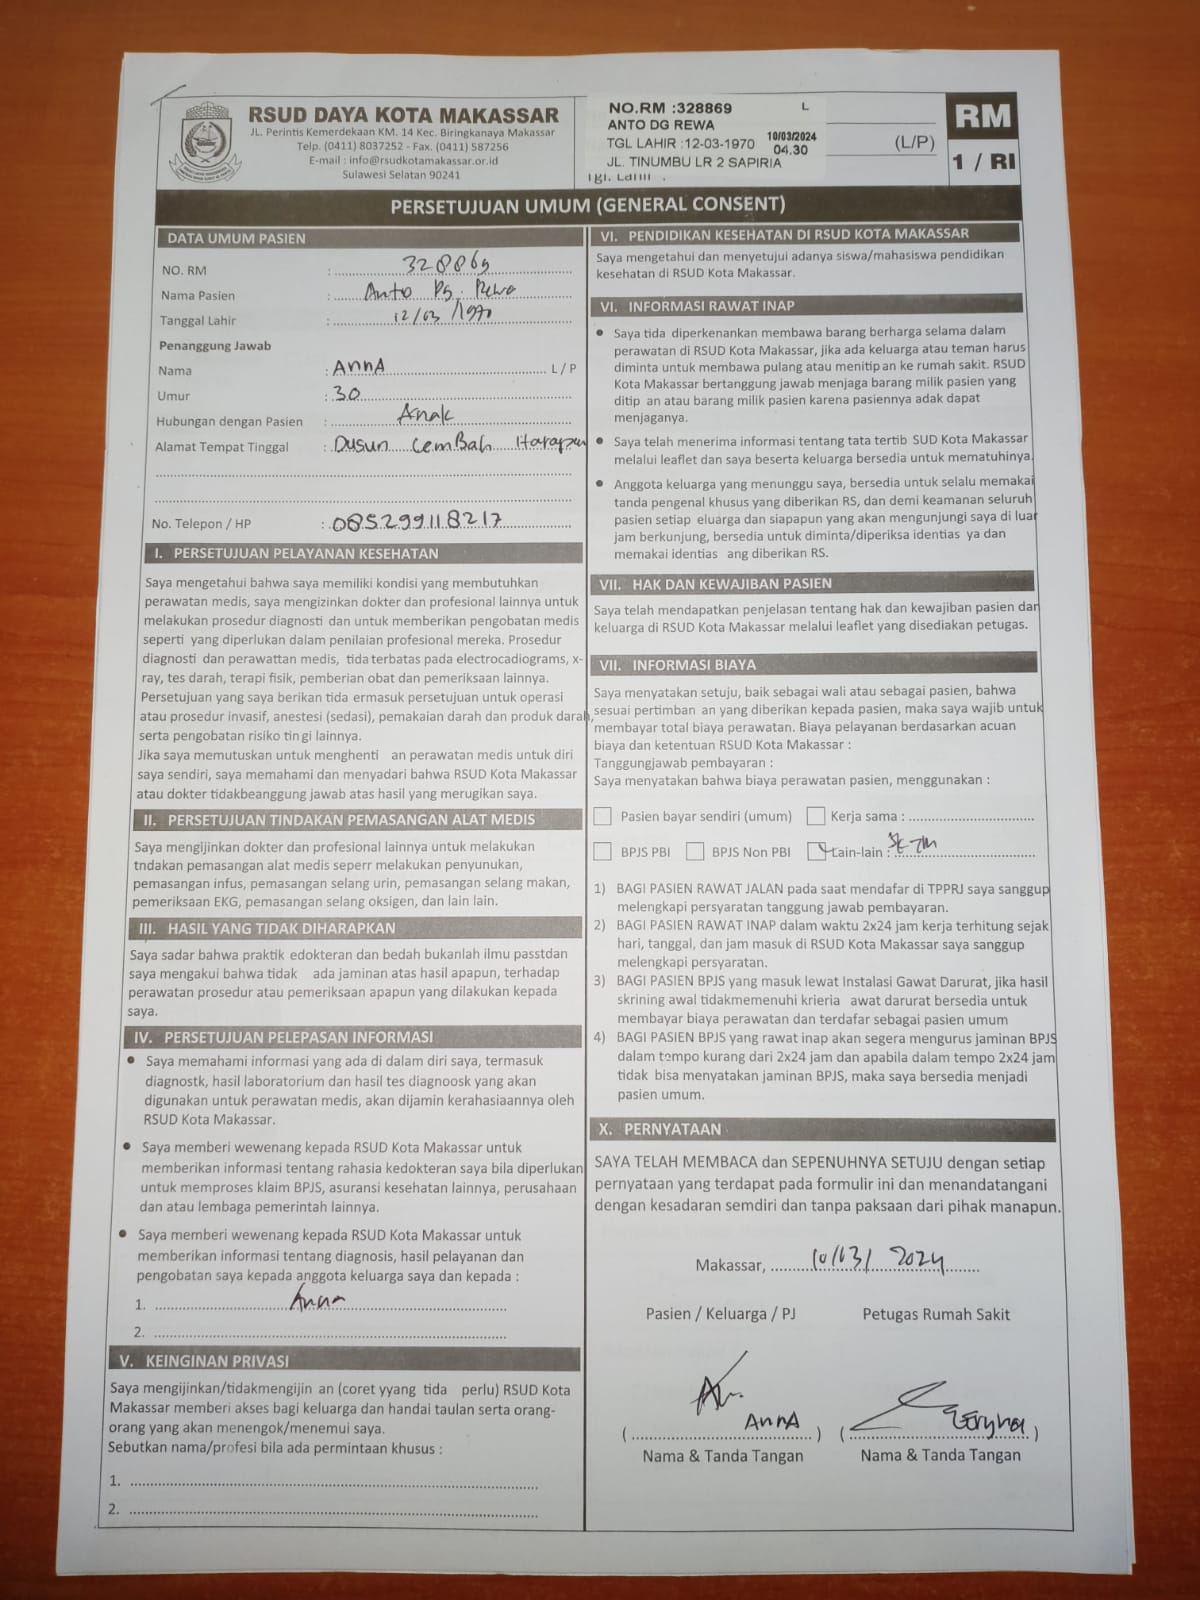 RSUD DAYA KOTA MAKASSAR
JL. Perintis Kemerdekaan KM. 14 Kec. Biringkanaya Makassar
Telp. (0411) 8037252 - Fax. (0411) 587256
E-mail : info@rsudkotamakassar.or.id
Sulawesi Selatan 90241
NO.RM :328869 L
ANTO DG REWA
TGL LAHIR :12-03-1970 10/03/2024 04.30
JL. TINUMBU LR 2 SAPIRIA
(L/P)
RM
1 / RI
PERSETUJUAN UMUM (GENERAL CONSENT)
DATA UMUM PASIEN
NO. RM : 328869
Nama Pasien : Anto Dg. Rewa
Tanggal Lahir : 12/03/1970
Penanggung Jawab
Nama : AnnA L / P
Umur : 30
Hubungan dengan Pasien : Anak
Alamat Tempat Tinggal : Dusun Lembah Harapan
No. Telepon / HP : 085299118217
I. PERSETUJUAN PELAYANAN KESEHATAN
Saya mengetahui bahwa saya memiliki kondisi yang membutuhkan
perawatan medis, saya mengizinkan dokter dan profesional lainnya untuk
melakukan prosedur diagnosti dan untuk memberikan pengobatan medis
seperti yang diperlukan dalam penilaian profesional mereka. Prosedur
diagnosti dan perawattan medis, tida terbatas pada electrocadiograms, x-
ray, tes darah, terapi fisik, pemberian obat dan pemeriksaan lainnya.
Persetujuan yang saya berikan tida ermasuk persetujuan untuk operasi
atau prosedur invasif, anestesi (sedasi), pemakaian darah dan produk darah,
serta pengobatan risiko tin gi lainnya.
Jika saya memutuskan untuk menghenti an perawatan medis untuk diri
saya sendiri, saya memahami dan menyadari bahwa RSUD Kota Makassar
atau dokter tidakbeanggung jawab atas hasil yang merugikan saya.
II. PERSETUJUAN TINDAKAN PEMASANGAN ALAT MEDIS
Saya mengijinkan dokter dan profesional lainnya untuk melakukan
tndakan pemasangan alat medis seperr melakukan penyunukan,
pemasangan infus, pemasangan selang urin, pemasangan selang makan,
pemeriksaan EKG, pemasangan selang oksigen, dan lain lain.
III. HASIL YANG TIDAK DIHARAPKAN
Saya sadar bahwa praktik edokteran dan bedah bukanlah ilmu passtdan
saya mengakui bahwa tidak ada jaminan atas hasil apapun, terhadap
perawatan prosedur atau pemeriksaan apapun yang dilakukan kepada
saya.
IV. PERSETUJUAN PELEPASAN INFORMASI
• Saya memahami informasi yang ada di dalam diri saya, termasuk
diagnostk, hasil laboratorium dan hasil tes diagnoosk yang akan
digunakan untuk perawatan medis, akan dijamin kerahasiaannya oleh
RSUD Kota Makassar.
• Saya memberi wewenang kepada RSUD Kota Makassar untuk
memberikan informasi tentang rahasia kedokteran saya bila diperlukan
untuk memproses klaim BPJS, asuransi kesehatan lainnya, perusahaan
dan atau lembaga pemerintah lainnya.
• Saya memberi wewenang kepada RSUD Kota Makassar untuk
memberikan informasi tentang diagnosis, hasil pelayanan dan
pengobatan saya kepada anggota keluarga saya dan kepada :
1. Anna
2.
V. KEINGINAN PRIVASI
Saya mengijinkan/tidakmengijin an (coret yyang tida perlu) RSUD Kota
Makassar memberi akses bagi keluarga dan handai taulan serta orang-
orang yang akan menengok/menemui saya.
Sebutkan nama/profesi bila ada permintaan khusus :
1.
2.
VI. PENDIDIKAN KESEHATAN DI RSUD KOTA MAKASSAR
Saya mengetahui dan menyetujui adanya siswa/mahasiswa pendidikan
kesehatan di RSUD Kota Makassar.
VI. INFORMASI RAWAT INAP
• Saya tida diperkenankan membawa barang berharga selama dalam
perawatan di RSUD Kota Makassar, jika ada keluarga atau teman harus
diminta untuk membawa pulang atau menitip an ke rumah sakit. RSUD
Kota Makassar bertanggung jawab menjaga barang milik pasien yang
ditip an atau barang milik pasien karena pasiennya adak dapat
menjaganya.
• Saya telah menerima informasi tentang tata tertib SUD Kota Makassar
melalui leaflet dan saya beserta keluarga bersedia untuk mematuhinya.
• Anggota keluarga yang menunggu saya, bersedia untuk selalu memakai
tanda pengenal khusus yang diberikan RS, dan demi keamanan seluruh
pasien setiap eluarga dan siapapun yang akan mengunjungi saya di luar
jam berkunjung, bersedia untuk diminta/diperiksa identias ya dan
memakai identias ang diberikan RS.
VII. HAK DAN KEWAJIBAN PASIEN
Saya telah mendapatkan penjelasan tentang hak dan kewajiban pasien dan
keluarga di RSUD Kota Makassar melalui leaflet yang disediakan petugas.
VII. INFORMASI BIAYA
Saya menyatakan setuju, baik sebagai wali atau sebagai pasien, bahwa
sesuai pertimban an yang diberikan kepada pasien, maka saya wajib untuk
membayar total biaya perawatan. Biaya pelayanan berdasarkan acuan
biaya dan ketentuan RSUD Kota Makassar :
Tanggungjawab pembayaran :
Saya menyatakan bahwa biaya perawatan pasien, menggunakan :
Pasien bayar sendiri (umum) Kerja sama :
BPJS PBI BPJS Non PBI Lain-lain :
1) BAGI PASIEN RAWAT JALAN pada saat mendafar di TPPRJ saya sanggup
melengkapi persyaratan tanggung jawab pembayaran.
2) BAGI PASIEN RAWAT INAP dalam waktu 2x24 jam kerja terhitung sejak
hari, tanggal, dan jam masuk di RSUD Kota Makassar saya sanggup
melengkapi persyaratan.
3) BAGI PASIEN BPJS yang masuk lewat Instalasi Gawat Darurat, jika hasil
skrining awal tidakmemenuhi krieria awat darurat bersedia untuk
membayar biaya perawatan dan terdafar sebagai pasien umum
4) BAGI PASIEN BPJS yang rawat inap akan segera mengurus jaminan BPJS
dalam tempo kurang dari 2x24 jam dan apabila dalam tempo 2x24 jam
tidak bisa menyatakan jaminan BPJS, maka saya bersedia menjadi
pasien umum.
X. PERNYATAAN
SAYA TELAH MEMBACA dan SEPENUHNYA SETUJU dengan setiap
pernyataan yang terdapat pada formulir ini dan menandatangani
dengan kesadaran semdiri dan tanpa paksaan dari pihak manapun.
Makassar, 10/03/2024
Pasien / Keluarga / PJ Petugas Rumah Sakit
( AnnA ) ( )
Nama & Tanda Tangan Nama & Tanda Tangan